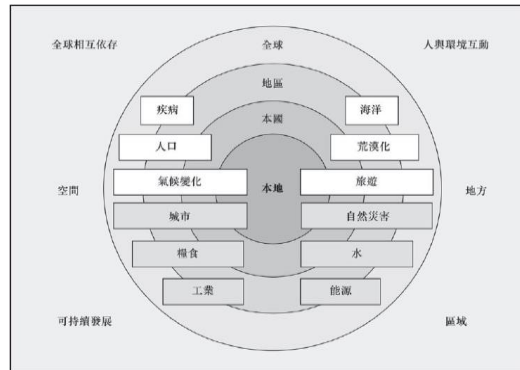 全球相互依存
全球
人與環境互動
地區
疾病
海洋
本國
人口
荒漠化
空間
氣候變化
本地
旅遊
地方
城市
自然災害
糧食
水
工業
能源
可持續發展
區域